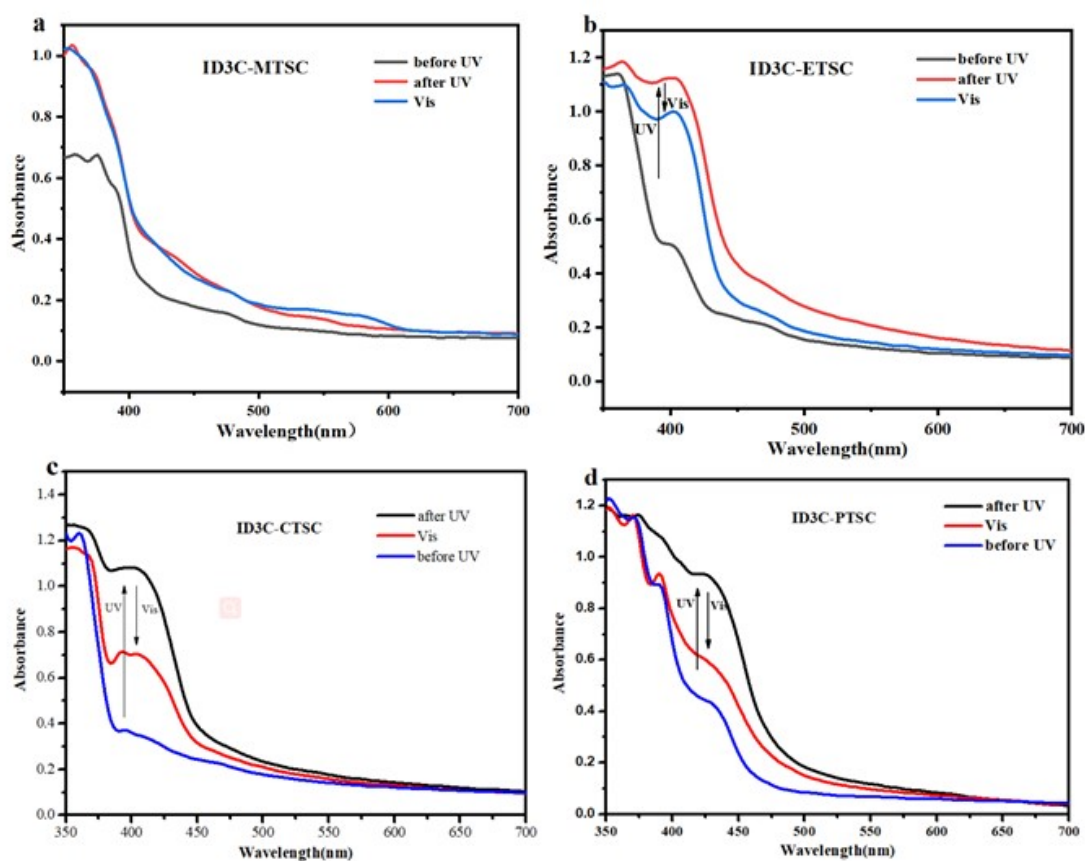 a
ID3C-MTSC
before UV
after UV
Vis
Absorbance
1.0
0.8
0.6
0.4
0.2
0.0
400
500
600
700
Wavelength(nm）
b
ID3C-ETSC
before UV
after UV
Vis
UV
Vis
Absorbance
1.2
1.0
0.8
0.6
0.4
0.2
0.0
400
500
600
700
Wavelength(nm)
c
ID3C-CTSC
after UV
Vis
before UV
UV
Vis
Absorbance
1.4
1.2
1.0
0.8
0.6
0.4
0.2
0.0
350
400
450
500
550
600
650
700
Wavelength(nm)
d
ID3C-PTSC
after UV
Vis
before UV
UV
Vis
Absorbance
1.2
1.0
0.8
0.6
0.4
0.2
0.0
350
400
450
500
550
600
650
700
Wavelength(nm)